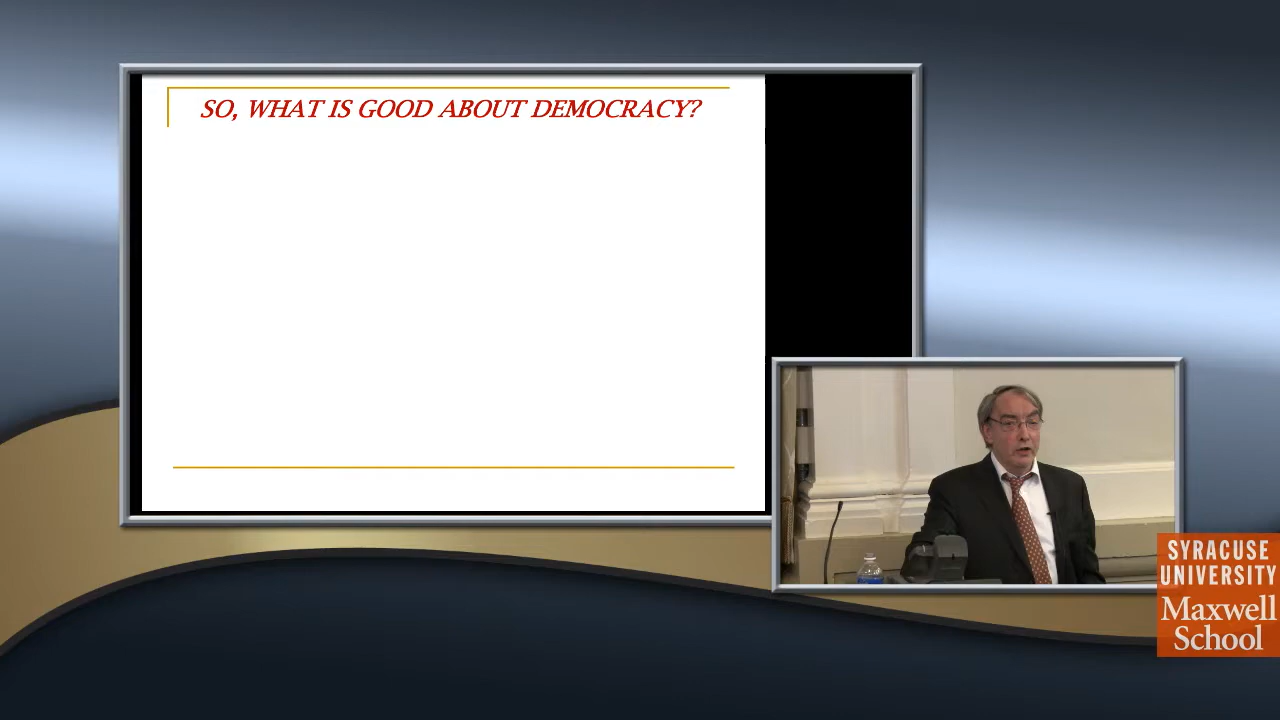 SO, WHAT IS GOOD ABOUT DEMOCRACY?
SYRACUSE
UNIVERSITY
Maxwell
School